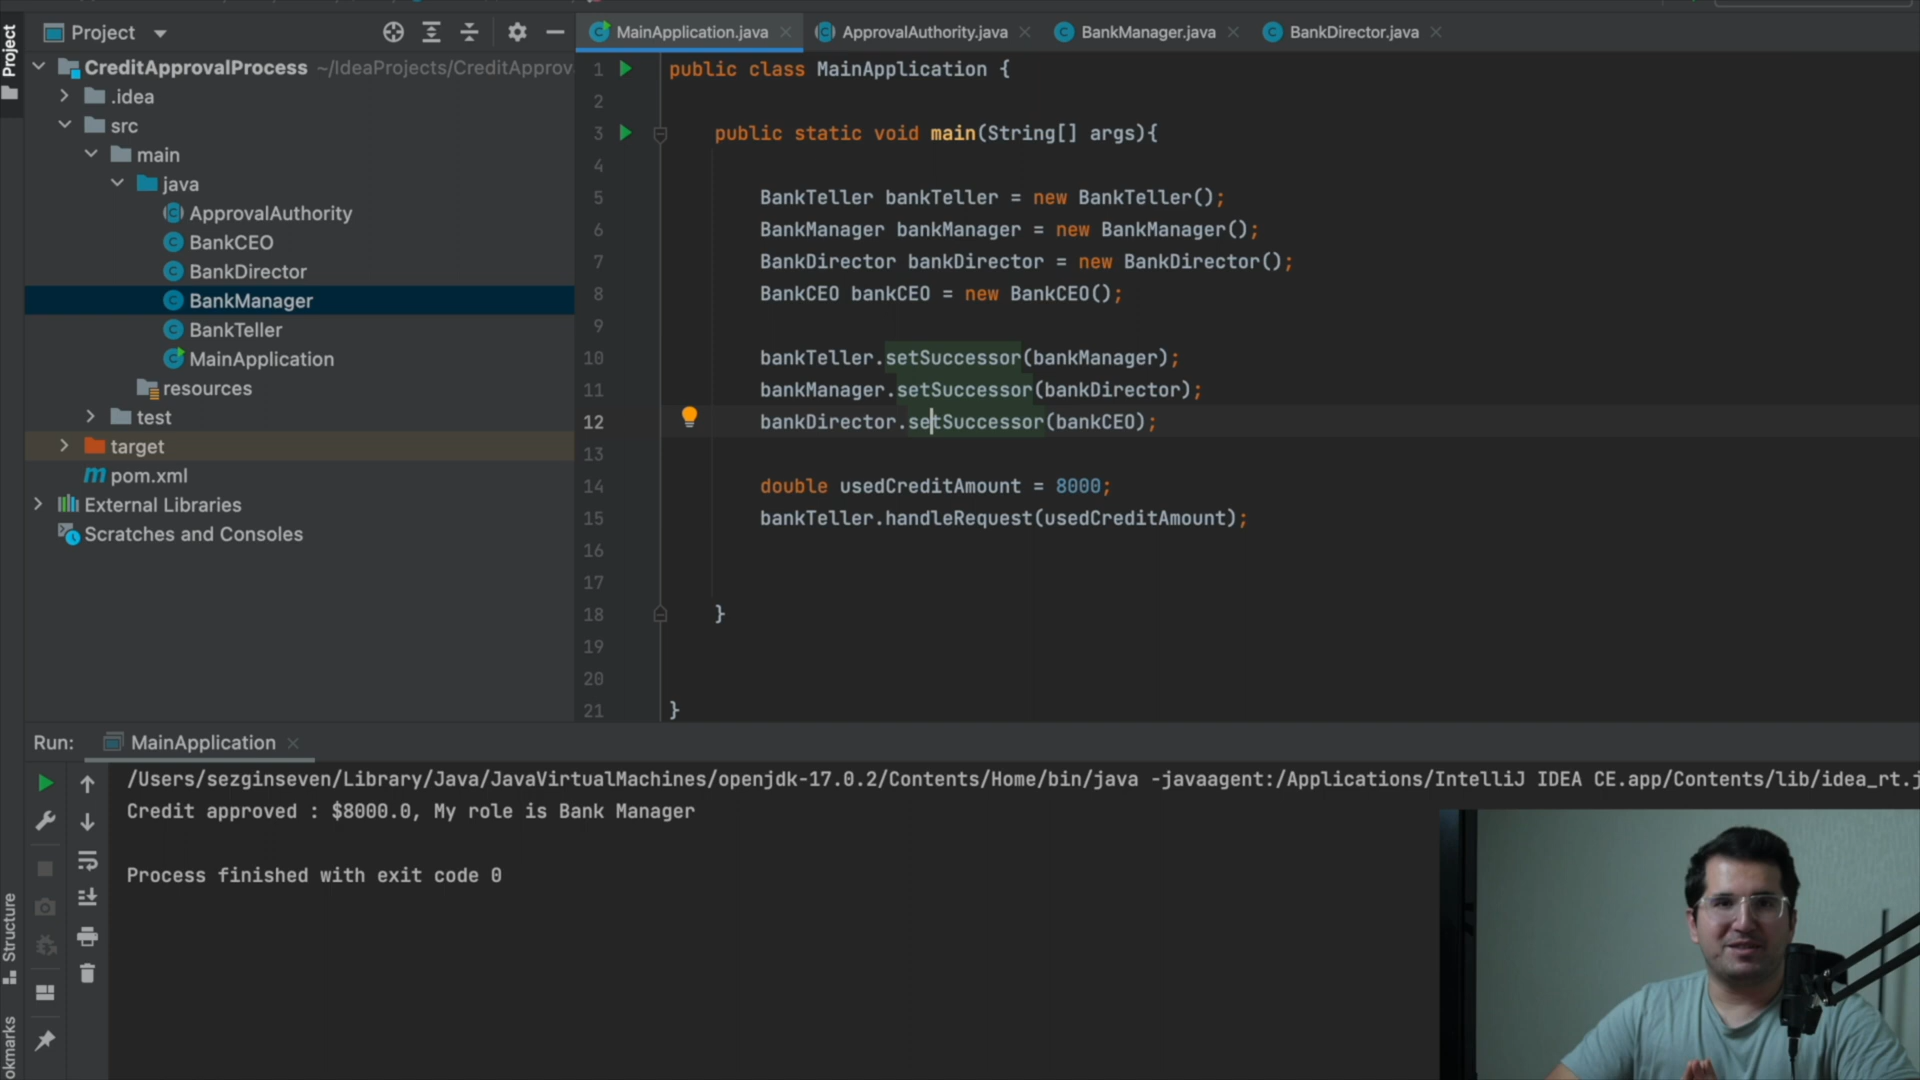 Project
Project
MainApplication.java
ApprovalAuthority.java
BankManager.java
BankDirector.java
CreditApprovalProcess ~/IdeaProjects/CreditApprov
.idea
src
main
java
ApprovalAuthority
BankCEO
BankDirector
BankManager
BankTeller
MainApplication
resources
test
target
pom.xml
External Libraries
Scratches and Consoles
1 public class MainApplication {
2
3 public static void main(String[] args){
4
5 BankTeller bankTeller = new BankTeller();
6 BankManager bankManager = new BankManager();
7 BankDirector bankDirector = new BankDirector();
8 BankCEO bankCEO = new BankCEO();
9
10 bankTeller.setSuccessor(bankManager);
11 bankManager.setSuccessor(bankDirector);
12 bankDirector.setSuccessor(bankCEO);
13
14 double usedCreditAmount = 8000;
15 bankTeller.handleRequest(usedCreditAmount);
16
17
18 }
19
20
21 }
Run: MainApplication
/Users/sezginseven/Library/Java/JavaVirtualMachines/openjdk-17.0.2/Contents/Home/bin/java -javaagent:/Applications/IntelliJ IDEA CE.app/Contents/lib/idea_rt.j
Credit approved : $8000.0, My role is Bank Manager
Process finished with exit code 0
Structure
okmarks